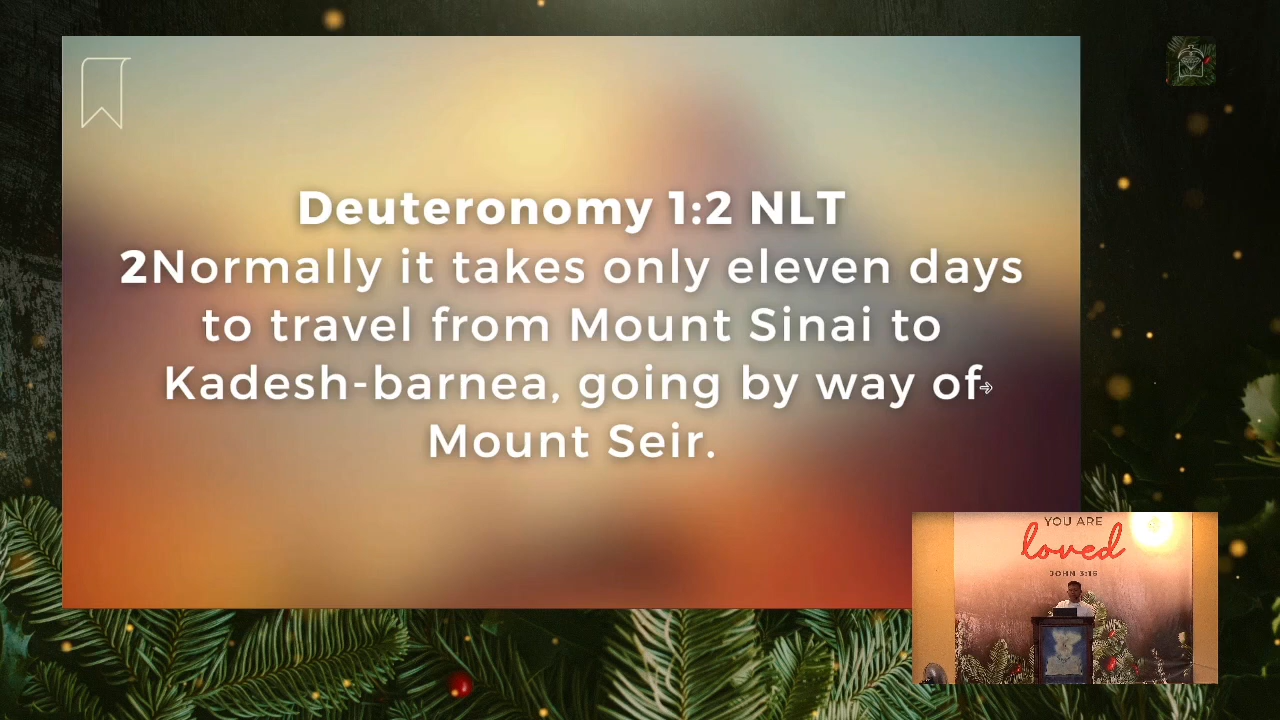 Deuteronomy 1:2 NLT
2Normally it takes only eleven days
to travel from Mount Sinai to
Kadesh-barnea, going by way of
Mount Seir.
YOU ARE
loved
JOHN 3:16